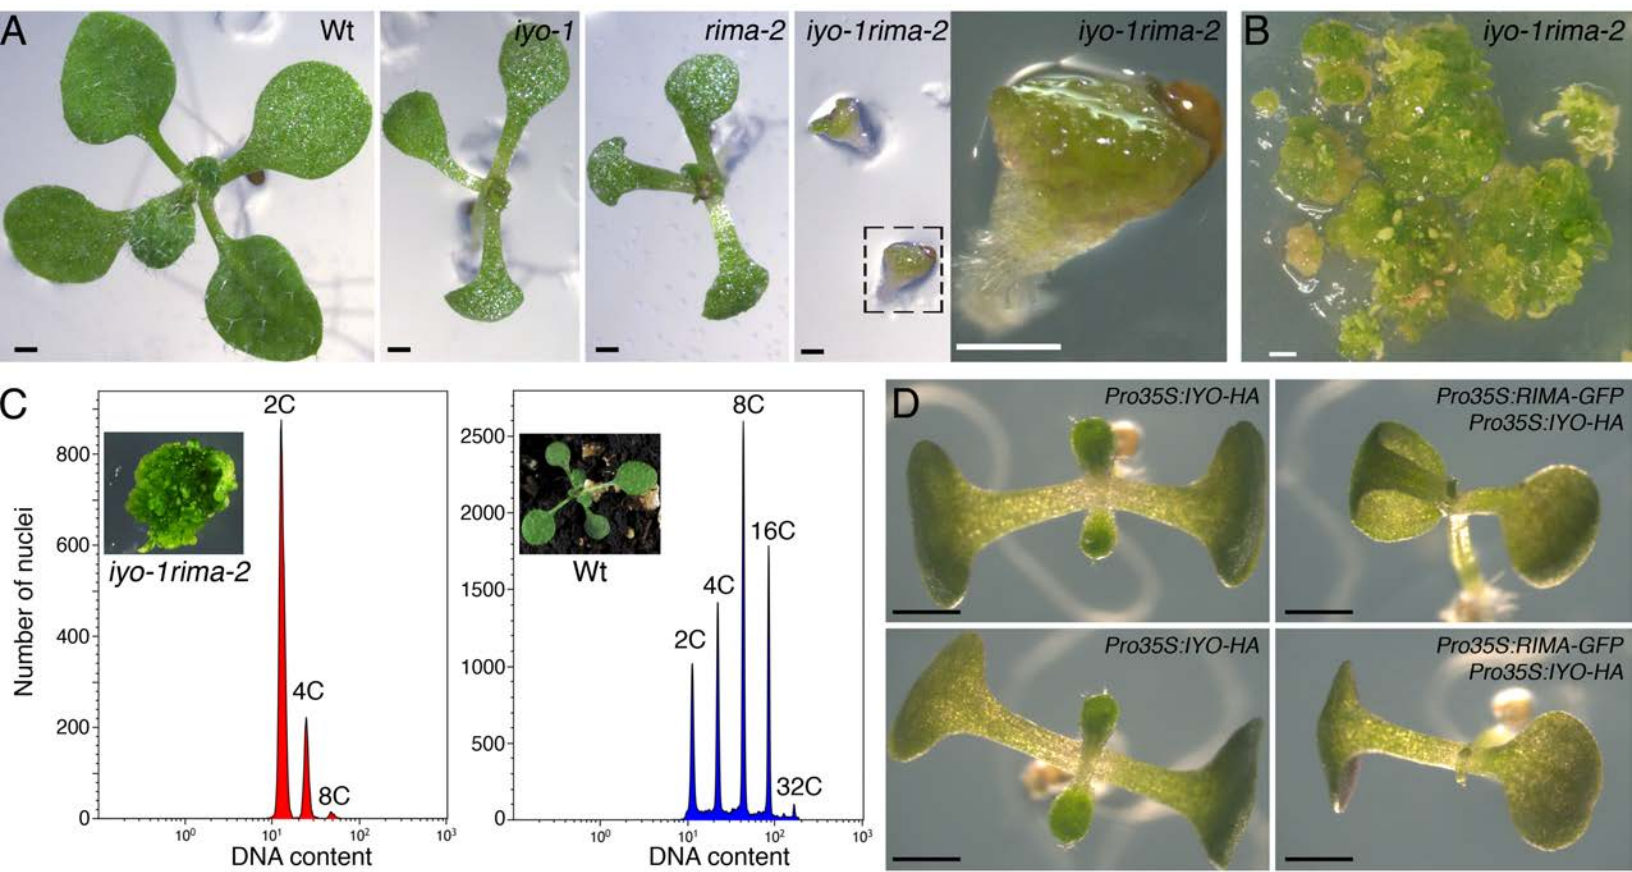 A
Wt
iyo-1
rima-2
iyo-1rima-2
iyo-1rima-2
B
iyo-1rima-2
C
Number of nuclei
800
600
400
200
0
2C
4C
8C
iyo-1rima-2
10⁰
10¹
10²
10³
DNA content
2500
2000
1500
1000
500
0
2C
4C
8C
16C
32C
Wt
10⁰
10¹
10²
10³
DNA content
D
Pro35S:IYO-HA
Pro35S:RIMA-GFP
Pro35S:IYO-HA
Pro35S:IYO-HA
Pro35S:RIMA-GFP
Pro35S:IYO-HA